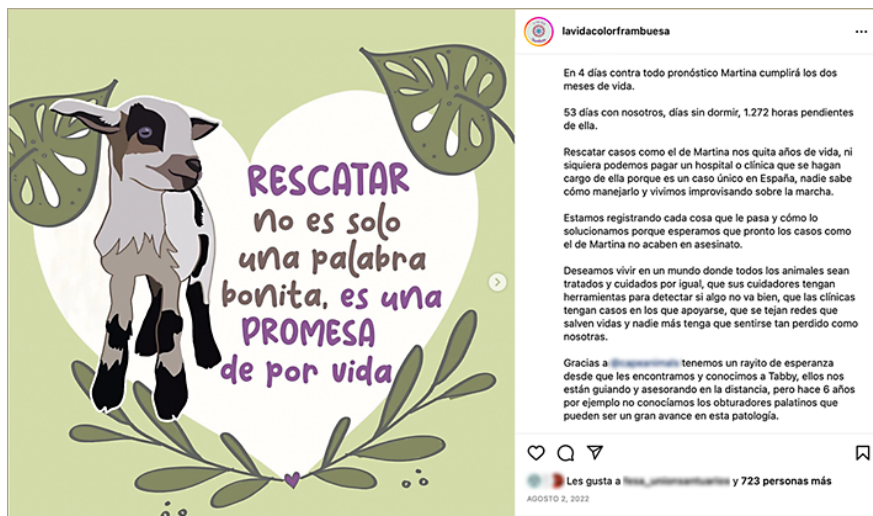 RESCATAR
no es solo
una palabra
bonita, es una
PROMESA
de por vida
lavidacolorframbuesa
En 4 días contra todo pronóstico Martina cumplirá los dos
meses de vida.
53 días con nosotros, días sin dormir, 1.272 horas pendientes
de ella.
Rescatar casos como el de Martina nos quita años de vida, ni
siquiera podemos pagar un hospital o clínica que se hagan
cargo de ella porque es un caso único en España, nadie sabe
cómo manejarlo y vivimos improvisando sobre la marcha.
Estamos registrando cada cosa que le pasa y cómo lo
solucionamos porque esperamos que pronto los casos como
el de Martina no acaben en asesinato.
Deseamos vivir en un mundo donde todos los animales sean
tratados y cuidados por igual, que sus cuidadores tengan
herramientas para detectar si algo no va bien, que las clínicas
tengan casos en los que apoyarse, que se tejan redes que
salven vidas y nadie más tenga que sentirse tan perdido como
nosotras.
Gracias a tenemos un rayito de esperanza
desde que les encontramos y conocimos a Tabby, ellos nos
están guiando y asesorando en la distancia, pero hace 6 años
por ejemplo no conocíamos los obturadores palatinos que
pueden ser un gran avance en esta patología.
Les gusta a y 723 personas más
AGOSTO 2, 2022